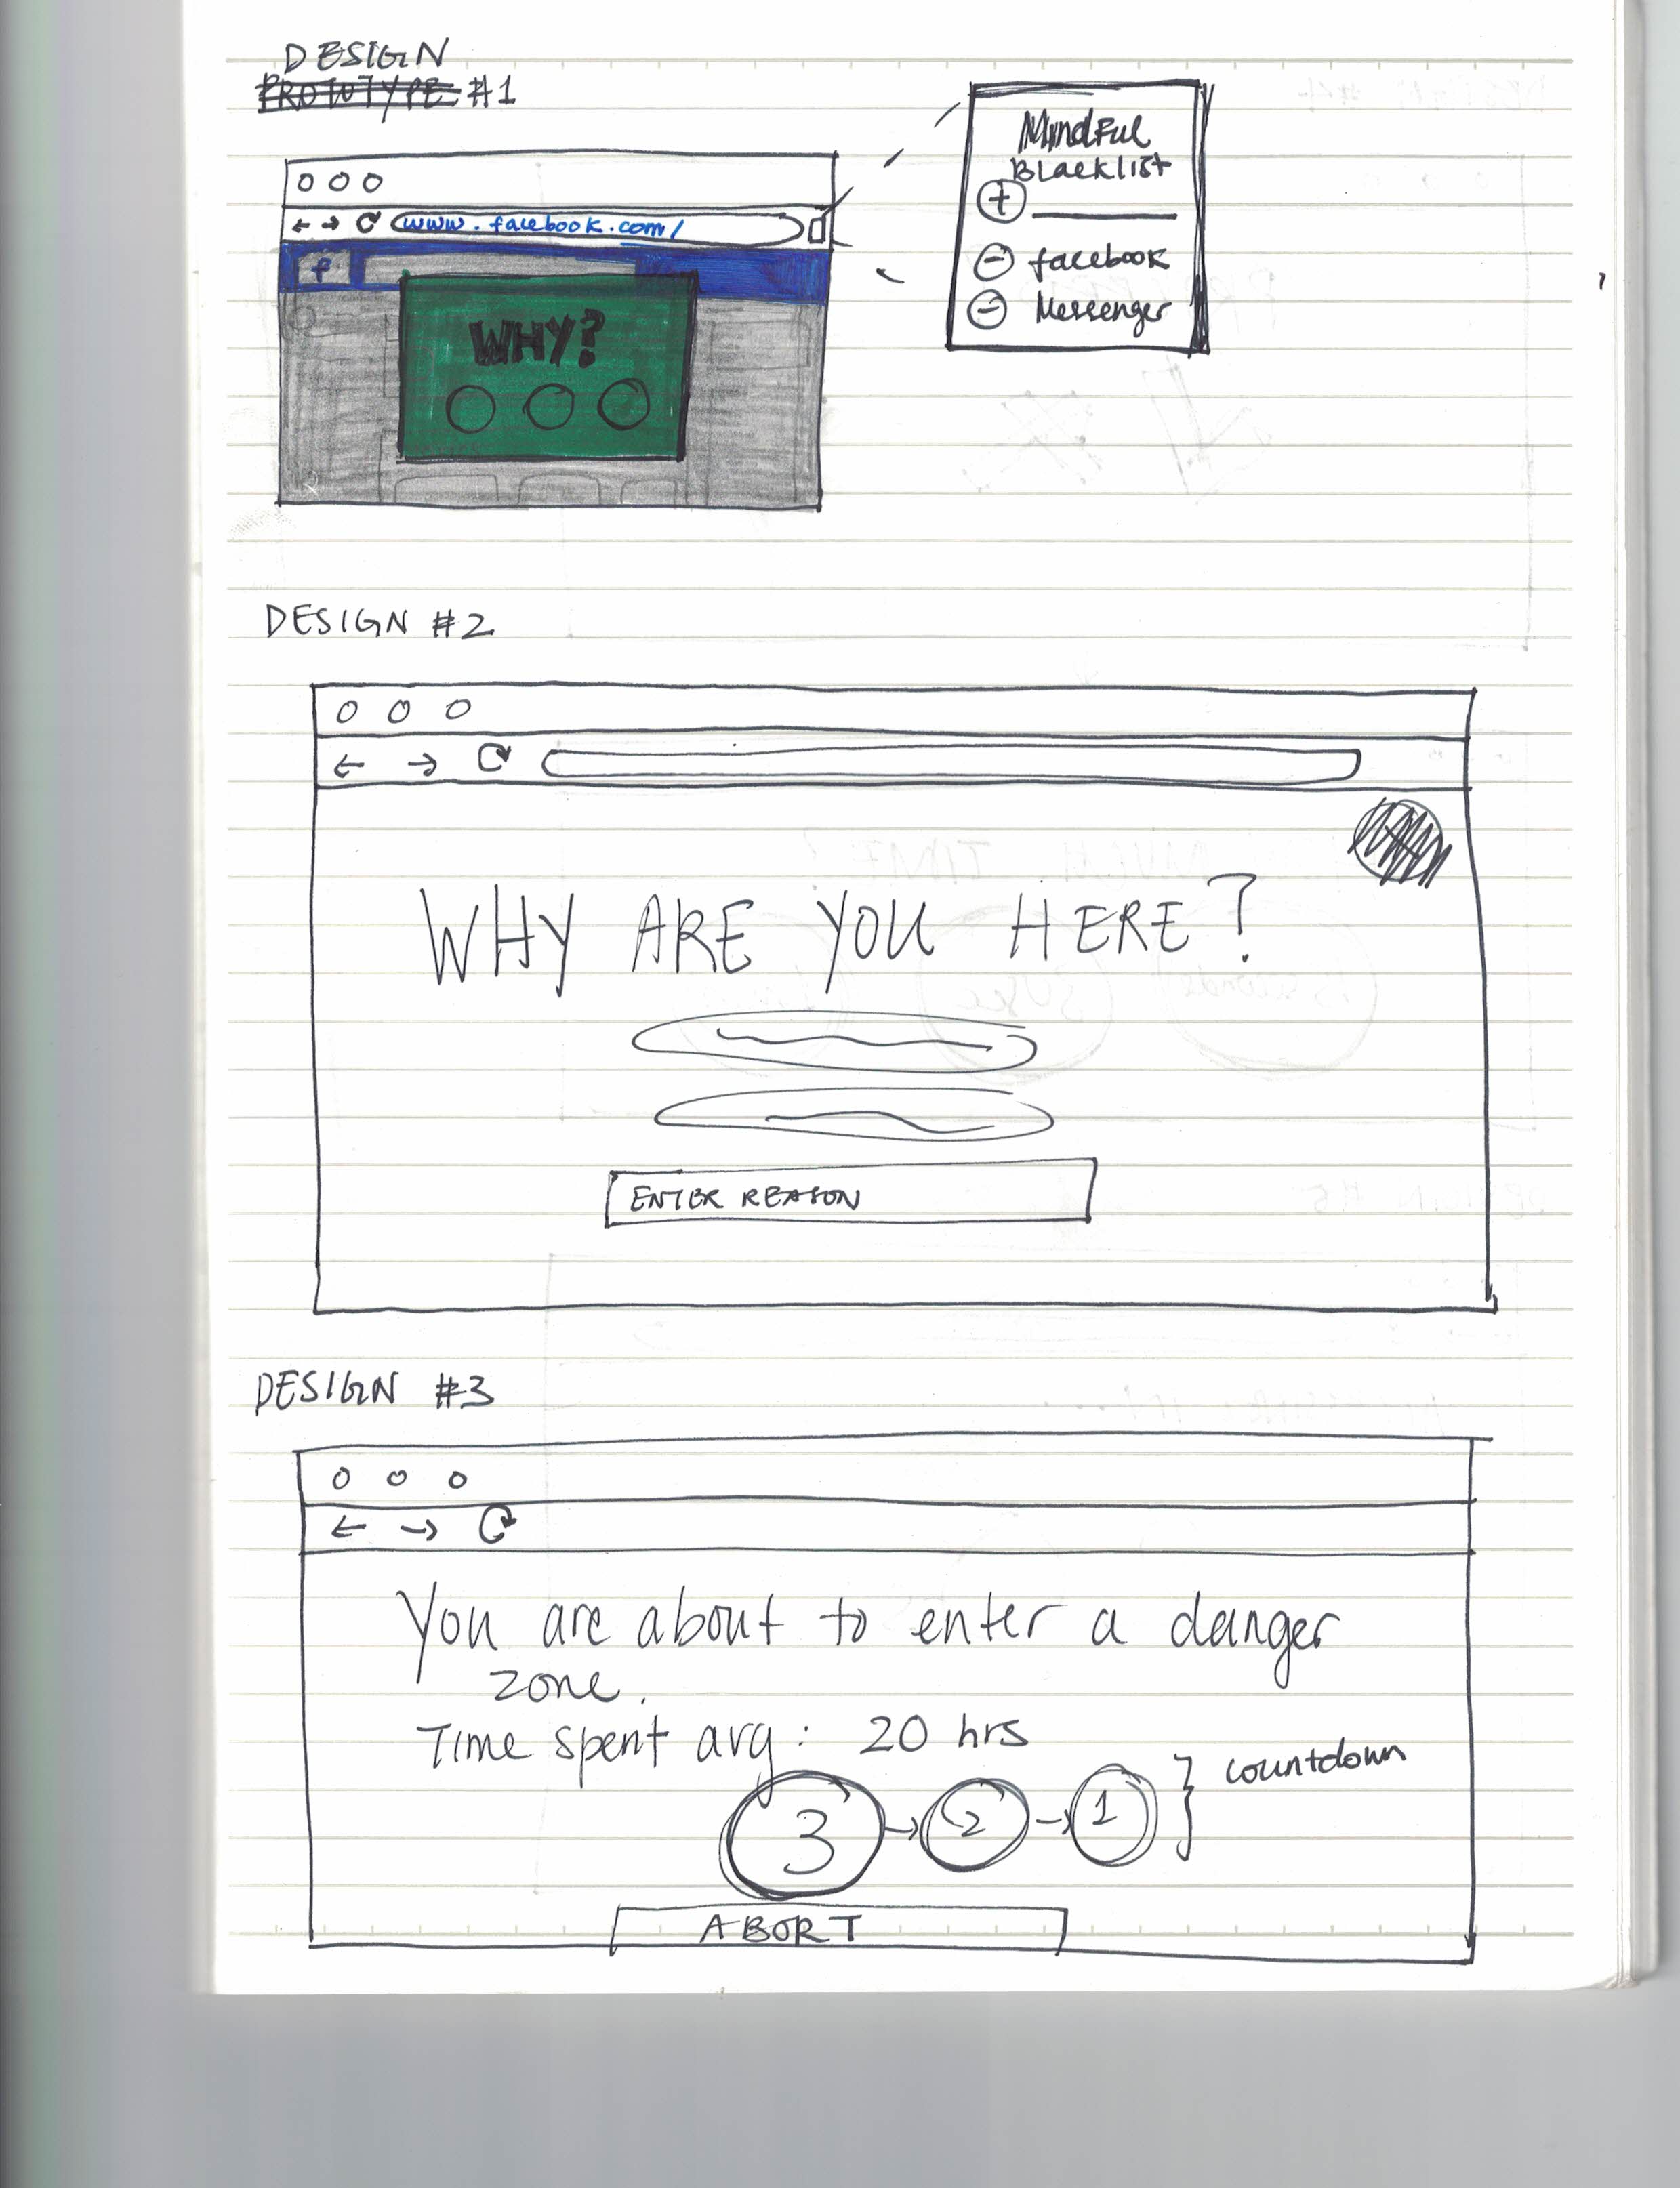 DESIGN
PROTOTYPE #1
Mindful
Blacklist
+
www.facebook.com/
f
- facebook
- Messenger
WHY?
DESIGN #2
WHY ARE YOU HERE?
ENTER REASON
DESIGN #3
You are about to enter a danger
zone.
Time spent avg: 20 hrs
3 → 2 → 1 } countdown
ABORT